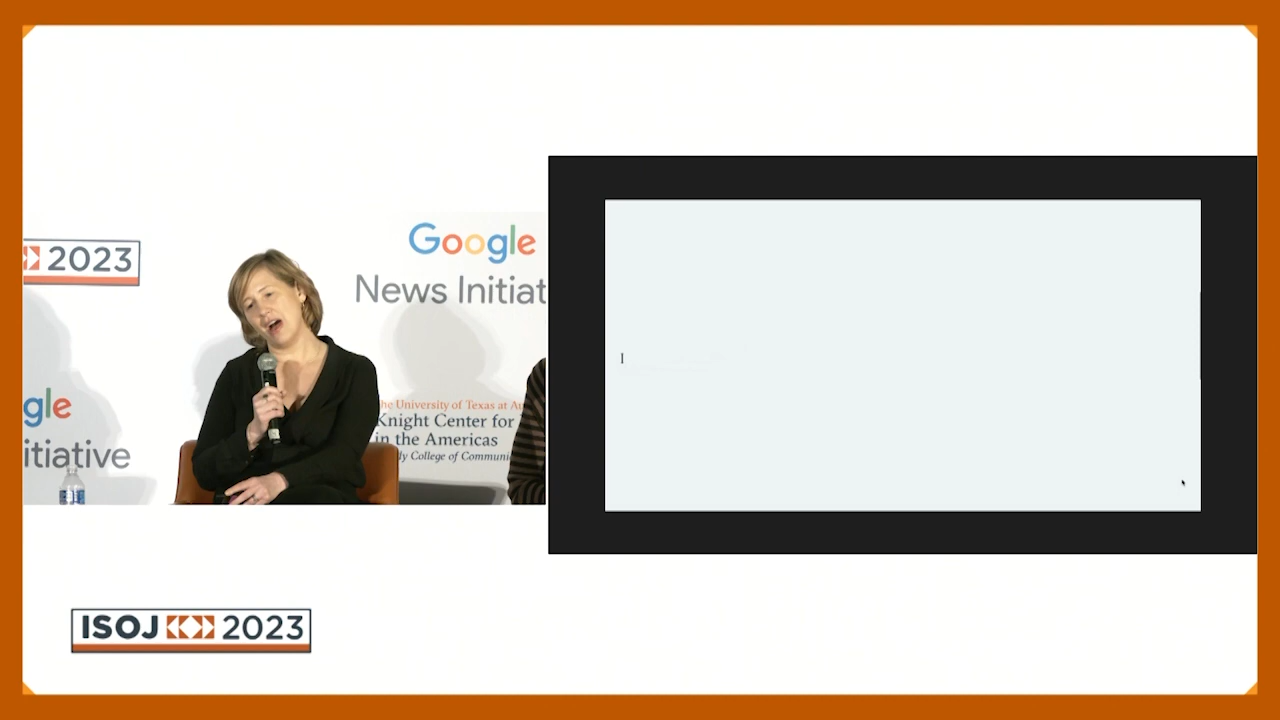 2023
Google
News Initiat
gle
itiative
he University of Texas at Au
Knight Center for
in the Americas
dy College of Communi
I
ISOJ 2023